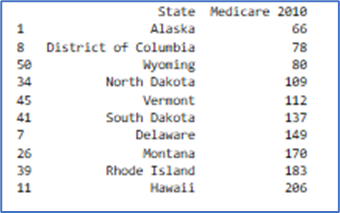 State Medicare 2010
1 Alaska 66
8 District of Columbia 78
50 Wyoming 80
34 North Dakota 109
45 Vermont 112
41 South Dakota 137
7 Delaware 149
26 Montana 170
39 Rhode Island 183
11 Hawaii 206